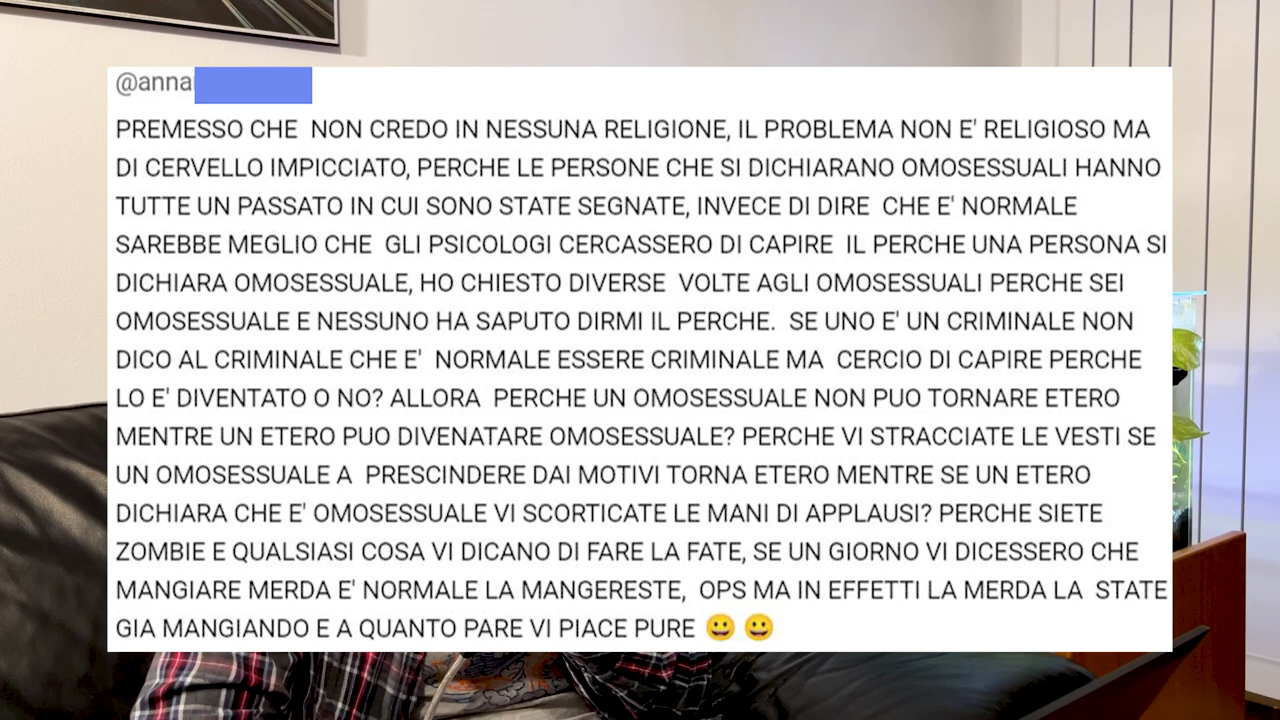 @anna
PREMESSO CHE NON CREDO IN NESSUNA RELIGIONE, IL PROBLEMA NON E' RELIGIOSO MA
DI CERVELLO IMPICCIATO, PERCHE LE PERSONE CHE SI DICHIARANO OMOSESSUALI HANNO
TUTTE UN PASSATO IN CUI SONO STATE SEGNATE, INVECE DI DIRE CHE E' NORMALE
SAREBBE MEGLIO CHE GLI PSICOLOGI CERCASSERO DI CAPIRE IL PERCHE UNA PERSONA SI
DICHIARA OMOSESSUALE, HO CHIESTO DIVERSE VOLTE AGLI OMOSESSUALI PERCHE SEI
OMOSESSUALE E NESSUNO HA SAPUTO DIRMI IL PERCHE. SE UNO E' UN CRIMINALE NON
DICO AL CRIMINALE CHE E' NORMALE ESSERE CRIMINALE MA CERCIO DI CAPIRE PERCHE
LO E' DIVENTATO O NO? ALLORA PERCHE UN OMOSESSUALE NON PUO TORNARE ETERO
MENTRE UN ETERO PUO DIVENATARE OMOSESSUALE? PERCHE VI STRACCIATE LE VESTI SE
UN OMOSESSUALE A PRESCINDERE DAI MOTIVI TORNA ETERO MENTRE SE UN ETERO
DICHIARA CHE E' OMOSESSUALE VI SCORTICATE LE MANI DI APPLAUSI? PERCHE SIETE
ZOMBIE E QUALSIASI COSA VI DICANO DI FARE LA FATE, SE UN GIORNO VI DICESSERO CHE
MANGIARE MERDA E' NORMALE LA MANGERESTE, OPS MA IN EFFETTI LA MERDA LA STATE
GIA MANGIANDO E A QUANTO PARE VI PIACE PURE 😀 😀